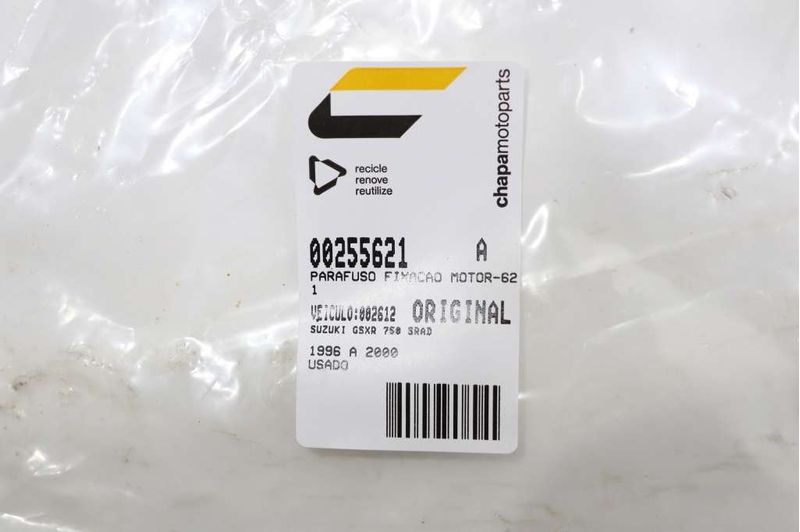 chapamotoparts
recicle
renove
reutilize
00255621 A
PARAFUSO FIXACAO MOTOR-62
1
VEICULO:002612 ORIGINAL
SUZUKI GSXR 750 SRAD
1996 A 2000
USADO